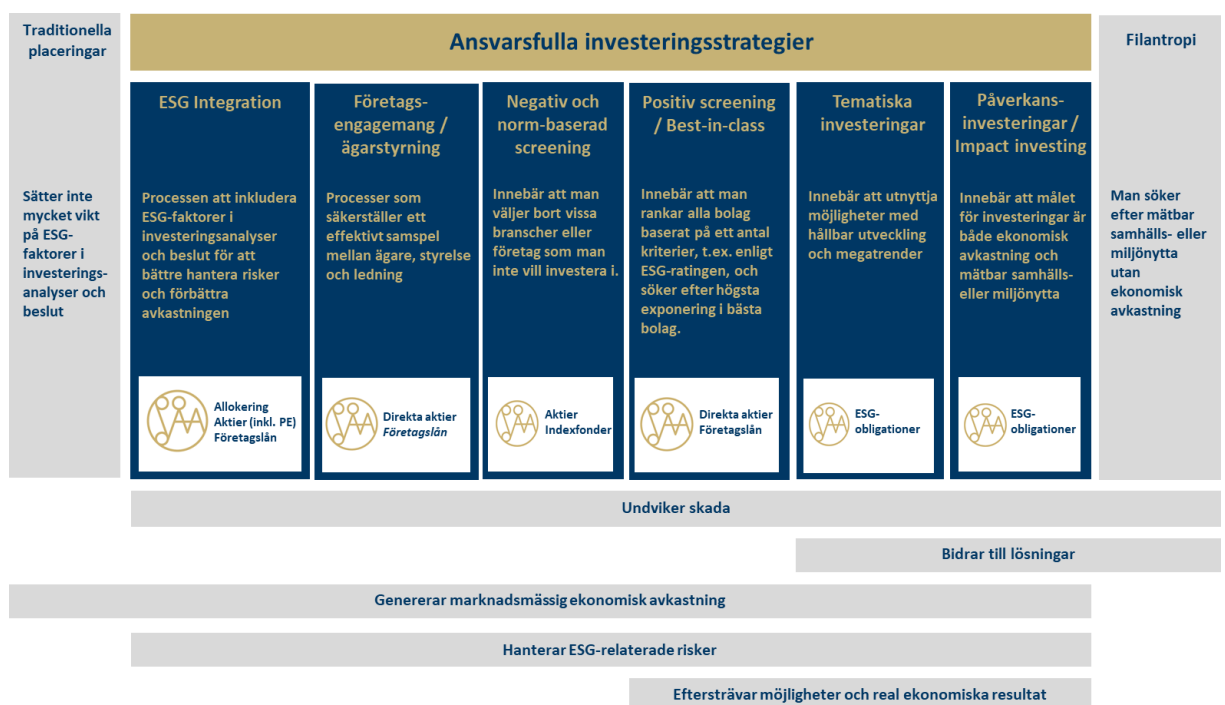 Traditionella
placeringar
Sätter inte
mycket vikt
på ESG-
faktorer i
investerings-
analyser och
beslut
Ansvarsfulla investeringsstrategier
ESG Integration
Processen att inkludera
ESG-faktorer i
investeringsanalyser
och beslut för att
bättre hantera risker
och förbättra
avkastningen
Allokering
Aktier (inkl. PE)
Företagslån
Företags-
engagemang /
ägarstyrning
Processer som
säkerställer ett
effektivt samspel
mellan ägare, styrelse
och ledning
Direkta aktier
Företagslån
Negativ och
norm-baserad
screening
Innebär att man
väljer bort vissa
branscher eller
företag som man
inte vill investera i.
Aktier
Indexfonder
Positiv screening
/ Best-in-class
Innebär att man
rankar alla bolag
baserat på ett antal
kriterier, t.ex. enligt
ESG-ratingen, och
söker efter högsta
exponering i bästa
bolag.
Direkta aktier
Företagslån
Tematiska
investeringar
Innebär att utnyttja
möjligheter med
hållbar utveckling
och megatrender
ESG-
obligationer
Påverkans-
investeringar /
Impact investing
Innebär att målet
för investeringar är
både ekonomisk
avkastning och
mätbar samhälls-
eller miljönytta
ESG-
obligationer
Filantropi
Man söker
efter mätbar
samhälls- eller
miljönytta
utan
ekonomisk
avkastning
Undviker skada
Bidrar till lösningar
Genererar marknadsmässig ekonomisk avkastning
Hanterar ESG-relaterade risker
Eftersträvar möjligheter och real ekonomiska resultat